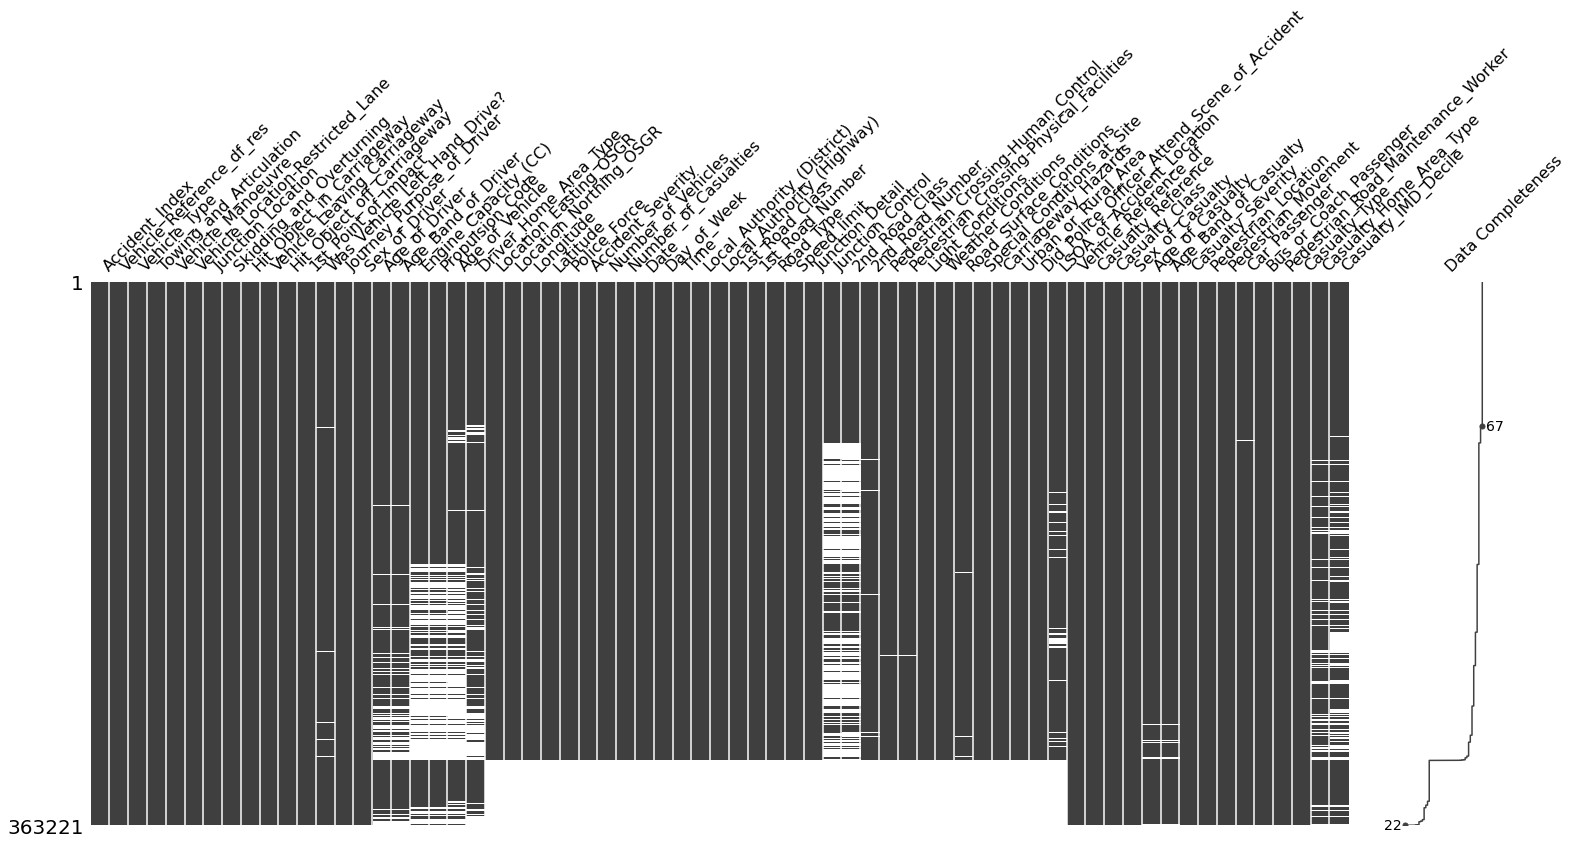 Accident_Index
Vehicle_Reference_df_res
Vehicle_Type
Towing_and_Articulation
Vehicle_Manoeuvre
Vehicle_Location-Restricted_Lane
Junction_Location
Skidding_and_Overturning
Hit_Object_in_Carriageway
Vehicle_Leaving_Carriageway
Hit_Object_off_Carriageway
1st_Point_of_Impact
Was_Vehicle_Left_Hand_Drive?
Journey_Purpose_of_Driver
Sex_of_Driver
Age_of_Driver
Age_Band_of_Driver
Engine_Capacity_(CC)
Propulsion_Code
Age_of_Vehicle
Driver_Home_Area_Type
Location_Easting_OSGR
Location_Northing_OSGR
Longitude
Latitude
Police_Force
Accident_Severity
Number_of_Vehicles
Number_of_Casualties
Date
Day_of_Week
Time
Local_Authority_(District)
Local_Authority_(Highway)
1st_Road_Class
1st_Road_Number
Road_Type
Speed_limit
Junction_Detail
Junction_Control
2nd_Road_Class
2nd_Road_Number
Pedestrian_Crossing-Human_Control
Pedestrian_Crossing-Physical_Facilities
Light_Conditions
Weather_Conditions
Road_Surface_Conditions
Special_Conditions_at_Site
Carriageway_Hazards
Urban_or_Rural_Area
Did_Police_Officer_Attend_Scene_of_Accident
LSOA_of_Accident_Location
Vehicle_Reference_df
Casualty_Reference
Casualty_Class
Sex_of_Casualty
Age_of_Casualty
Age_Band_of_Casualty
Casualty_Severity
Pedestrian_Location
Pedestrian_Movement
Car_Passenger
Bus_or_Coach_Passenger
Pedestrian_Road_Maintenance_Worker
Casualty_Type
Casualty_Home_Area_Type
Casualty_IMD_Decile
Data Completeness
1
67
363221
22